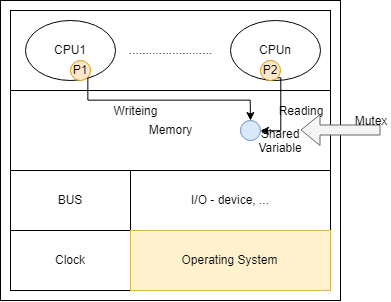 CPU1
CPUn
P1
P2
Writeing
Reading
Mutex
Memory
Shared
Variable
BUS
I/O - device, ...
Clock
Operating System